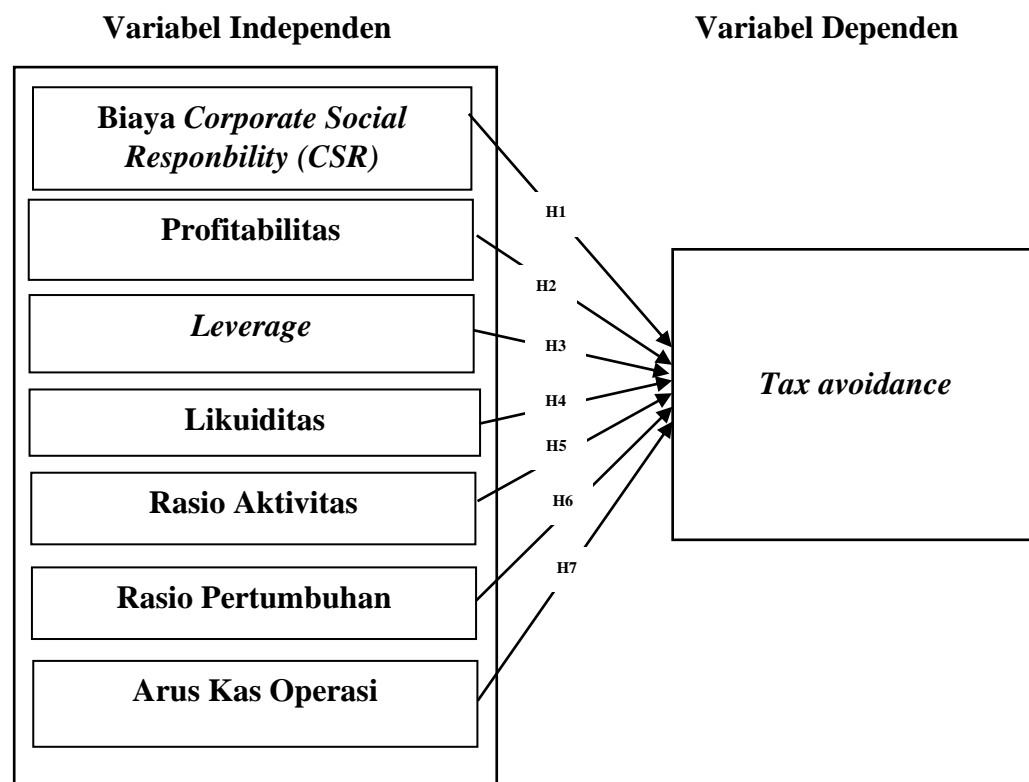 Variabel Independen
Variabel Dependen
Biaya Corporate Social
Responbility (CSR)
Profitabilitas
Leverage
Likuiditas
Rasio Aktivitas
Rasio Pertumbuhan
Arus Kas Operasi
H1
H2
H3
H4
H5
H6
H7
Tax avoidance